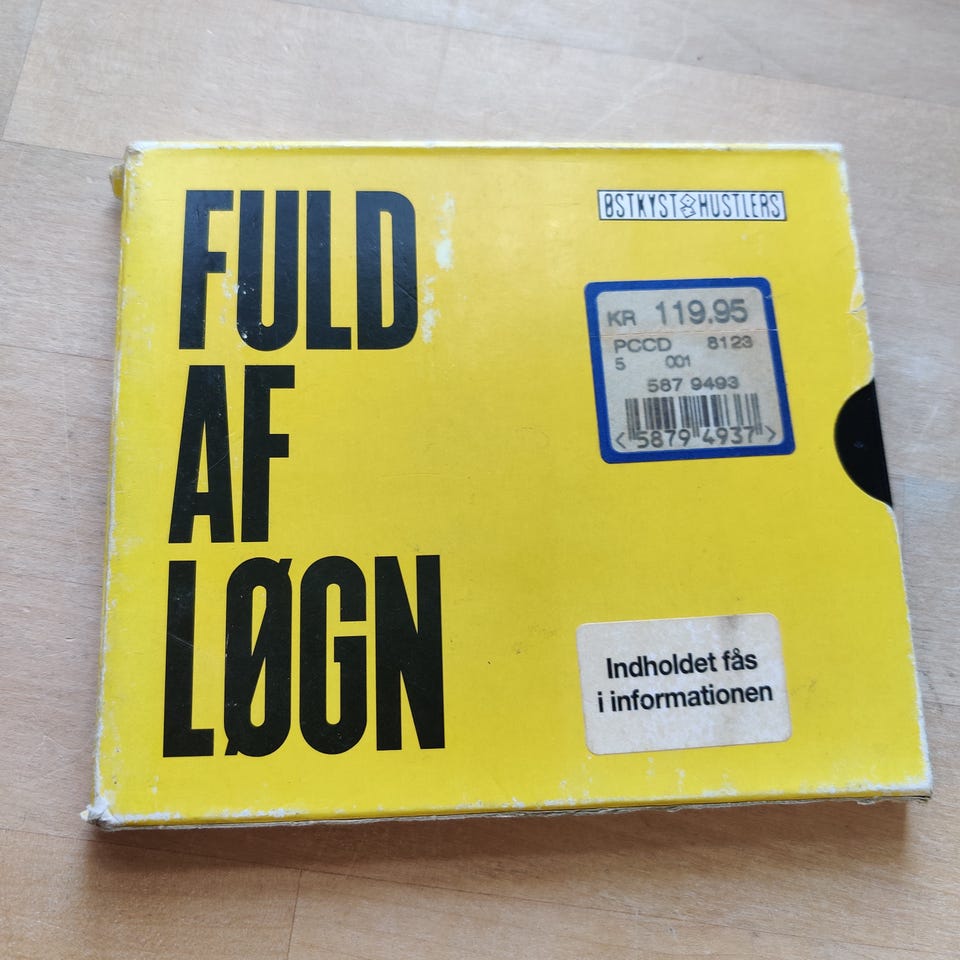 FULD
AF
LØGN
ØSTKYST HUSTLERS
KR 119.95
PCCD 8123
5 001
587 9493
<5879 4937>
Indholdet fås
i informationen